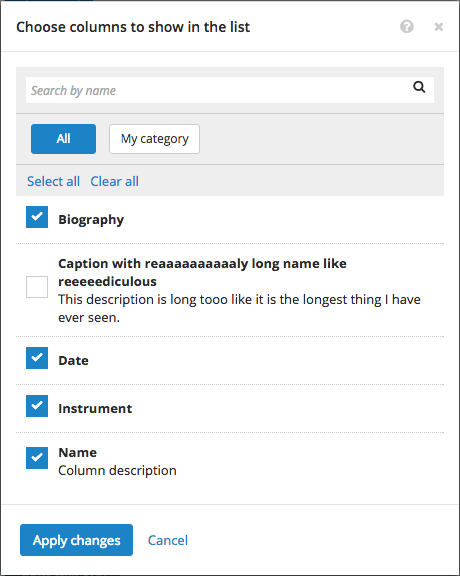 Choose columns to show in the list
Search by name
All My category
Select all Clear all
Biography
Caption with reaaaaaaaaaaly long name like
reeeeediculous
This description is long tooo like it is the longest thing I have
ever seen.
Date
Instrument
Name
Column description
Apply changes Cancel